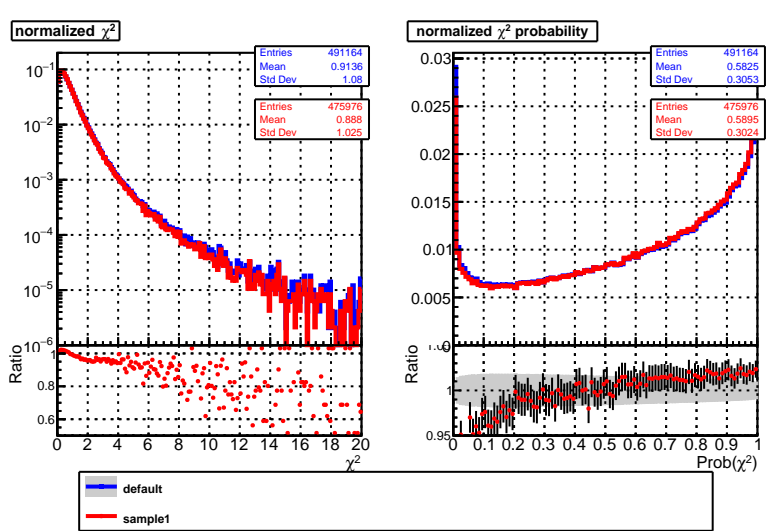 normalized χ²
Entries 491164
Mean 0.9136
Std Dev 1.08
Entries 475976
Mean 0.888
Std Dev 1.025
10⁻¹
10⁻²
10⁻³
10⁻⁴
10⁻⁵
10⁻⁶
Ratio
1
0.8
0.6
0 2 4 6 8 10 12 14 16 18 20
χ²
normalized χ² probability
Entries 491164
Mean 0.5825
Std Dev 0.3053
Entries 475976
Mean 0.5895
Std Dev 0.3024
0.03
0.025
0.02
0.015
0.01
0.005
Ratio
1
0.95
0 0.1 0.2 0.3 0.4 0.5 0.6 0.7 0.8 0.9 1
Prob(χ²)
default
sample1